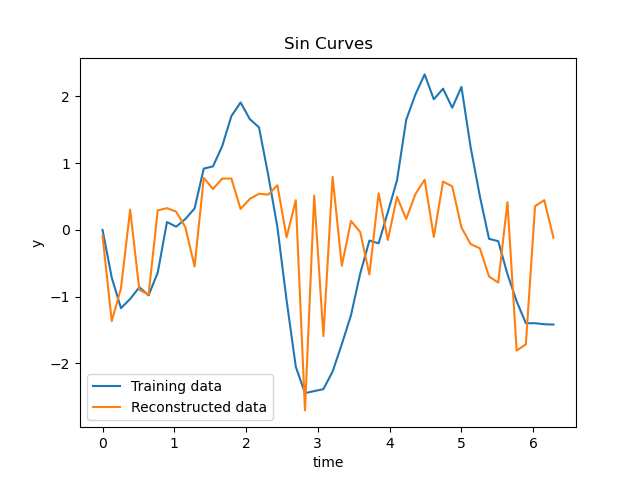 Sin Curves
y
2
1
0
−1
−2
Training data
Reconstructed data
0 1 2 3 4 5 6
time